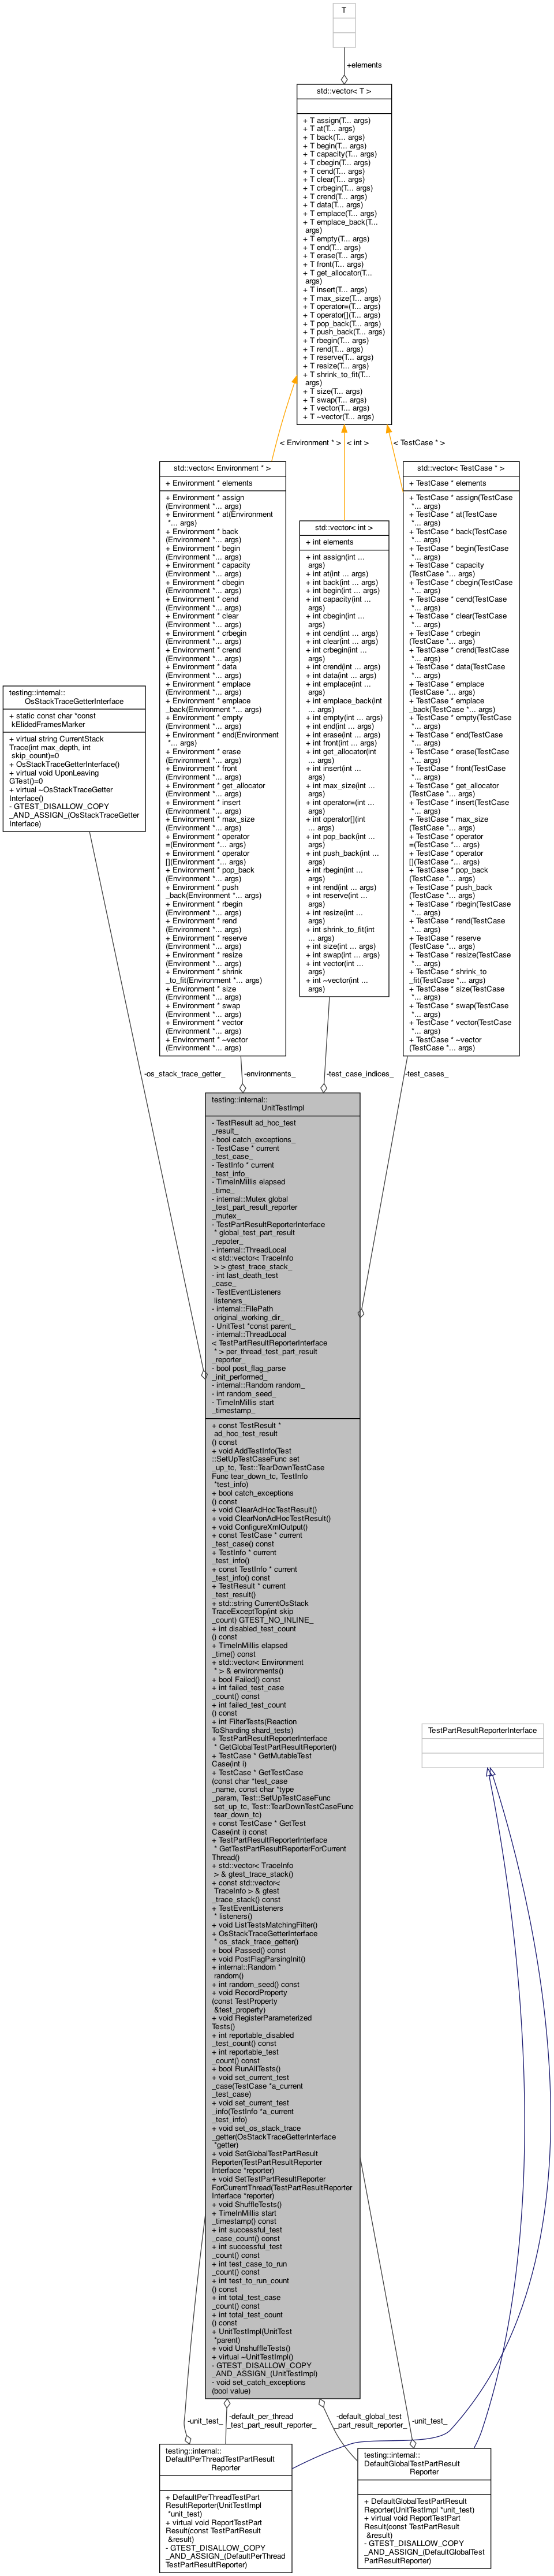 T
+elements
std::vector< T >
+ T assign(T... args)
+ T at(T... args)
+ T back(T... args)
+ T begin(T... args)
+ T capacity(T... args)
+ T cbegin(T... args)
+ T cend(T... args)
+ T clear(T... args)
+ T crbegin(T... args)
+ T crend(T... args)
+ T data(T... args)
+ T emplace(T... args)
+ T emplace_back(T...
args)
+ T empty(T... args)
+ T end(T... args)
+ T erase(T... args)
+ T front(T... args)
+ T get_allocator(T...
args)
+ T insert(T... args)
+ T max_size(T... args)
+ T operator=(T... args)
+ T operator[](T... args)
+ T pop_back(T... args)
+ T push_back(T... args)
+ T rbegin(T... args)
+ T rend(T... args)
+ T reserve(T... args)
+ T resize(T... args)
+ T shrink_to_fit(T...
args)
+ T size(T... args)
+ T swap(T... args)
+ T vector(T... args)
+ T ~vector(T... args)
< Environment * >
< int >
< TestCase * >
std::vector< Environment * >
+ Environment * elements
+ Environment * assign
(Environment *... args)
+ Environment * at(Environment
*... args)
+ Environment * back
(Environment *... args)
+ Environment * begin
(Environment *... args)
+ Environment * capacity
(Environment *... args)
+ Environment * cbegin
(Environment *... args)
+ Environment * cend
(Environment *... args)
+ Environment * clear
(Environment *... args)
+ Environment * crbegin
(Environment *... args)
+ Environment * crend
(Environment *... args)
+ Environment * data
(Environment *... args)
+ Environment * emplace
(Environment *... args)
+ Environment * emplace
_back(Environment *... args)
+ Environment * empty
(Environment *... args)
+ Environment * end(Environment
*... args)
+ Environment * erase
(Environment *... args)
+ Environment * front
(Environment *... args)
+ Environment * get_allocator
(Environment *... args)
+ Environment * insert
(Environment *... args)
+ Environment * max_size
(Environment *... args)
+ Environment * operator
=(Environment *... args)
+ Environment * operator
[](Environment *... args)
+ Environment * pop_back
(Environment *... args)
+ Environment * push
_back(Environment *... args)
+ Environment * rbegin
(Environment *... args)
+ Environment * rend
(Environment *... args)
+ Environment * reserve
(Environment *... args)
+ Environment * resize
(Environment *... args)
+ Environment * shrink
_to_fit(Environment *... args)
+ Environment * size
(Environment *... args)
+ Environment * swap
(Environment *... args)
+ Environment * vector
(Environment *... args)
+ Environment * ~vector
(Environment *... args)
std::vector< int >
+ int elements
+ int assign(int ...
args)
+ int at(int ... args)
+ int back(int ... args)
+ int begin(int ... args)
+ int capacity(int ...
args)
+ int cbegin(int ...
args)
+ int cend(int ... args)
+ int clear(int ... args)
+ int crbegin(int ...
args)
+ int crend(int ... args)
+ int data(int ... args)
+ int emplace(int ...
args)
+ int emplace_back(int
... args)
+ int empty(int ... args)
+ int end(int ... args)
+ int erase(int ... args)
+ int front(int ... args)
+ int get_allocator(int
... args)
+ int insert(int ...
args)
+ int max_size(int ...
args)
+ int operator=(int ...
args)
+ int operator[](int
... args)
+ int pop_back(int ...
args)
+ int push_back(int ...
args)
+ int rbegin(int ...
args)
+ int rend(int ... args)
+ int reserve(int ...
args)
+ int resize(int ...
args)
+ int shrink_to_fit(int
... args)
+ int size(int ... args)
+ int swap(int ... args)
+ int vector(int ...
args)
+ int ~vector(int ...
args)
std::vector< TestCase * >
+ TestCase * elements
+ TestCase * assign(TestCase
*... args)
+ TestCase * at(TestCase
*... args)
+ TestCase * back(TestCase
*... args)
+ TestCase * begin(TestCase
*... args)
+ TestCase * capacity
(TestCase *... args)
+ TestCase * cbegin(TestCase
*... args)
+ TestCase * cend(TestCase
*... args)
+ TestCase * clear(TestCase
*... args)
+ TestCase * crbegin
(TestCase *... args)
+ TestCase * crend(TestCase
*... args)
+ TestCase * data(TestCase
*... args)
+ TestCase * emplace
(TestCase *... args)
+ TestCase * emplace
_back(TestCase *... args)
+ TestCase * empty(TestCase
*... args)
+ TestCase * end(TestCase
*... args)
+ TestCase * erase(TestCase
*... args)
+ TestCase * front(TestCase
*... args)
+ TestCase * get_allocator
(TestCase *... args)
+ TestCase * insert(TestCase
*... args)
+ TestCase * max_size
(TestCase *... args)
+ TestCase * operator
=(TestCase *... args)
+ TestCase * operator
[](TestCase *... args)
+ TestCase * pop_back
(TestCase *... args)
+ TestCase * push_back
(TestCase *... args)
+ TestCase * rbegin(TestCase
*... args)
+ TestCase * rend(TestCase
*... args)
+ TestCase * reserve
(TestCase *... args)
+ TestCase * resize(TestCase
*... args)
+ TestCase * shrink_to
_fit(TestCase *... args)
+ TestCase * size(TestCase
*... args)
+ TestCase * swap(TestCase
*... args)
+ TestCase * vector(TestCase
*... args)
+ TestCase * ~vector
(TestCase *... args)
testing::internal::
OsStackTraceGetterInterface
+ static const char *const
kElidedFramesMarker
+ virtual string CurrentStack
Trace(int max_depth, int
skip_count)=0
+ OsStackTraceGetterInterface()
+ virtual void UponLeaving
GTest()=0
+ virtual ~OsStackTraceGetter
Interface()
- GTEST_DISALLOW_COPY
_AND_ASSIGN_(OsStackTraceGetter
Interface)
-os_stack_trace_getter_
-environments_
-test_case_indices_
-test_cases_
testing::internal::
UnitTestImpl
- TestResult ad_hoc_test
_result_
- bool catch_exceptions_
- TestCase * current
_test_case_
- TestInfo * current
_test_info_
- TimeInMillis elapsed
_time_
- internal::Mutex global
_test_part_result_reporter
_mutex_
- TestPartResultReporterInterface
* global_test_part_result
_repoter_
- internal::ThreadLocal
< std::vector< TraceInfo
> > gtest_trace_stack_
- int last_death_test
_case_
- TestEventListeners
listeners_
- internal::FilePath
original_working_dir_
- UnitTest *const parent_
- internal::ThreadLocal
< TestPartResultReporterInterface
* > per_thread_test_part_result
_reporter_
- bool post_flag_parse
_init_performed_
- internal::Random random_
- int random_seed_
- TimeInMillis start
_timestamp_
+ const TestResult *
ad_hoc_test_result
() const
+ void AddTestInfo(Test
::SetUpTestCaseFunc set
_up_tc, Test::TearDownTestCase
Func tear_down_tc, TestInfo
*test_info)
+ bool catch_exceptions
() const
+ void ClearAdHocTestResult()
+ void ClearNonAdHocTestResult()
+ void ConfigureXmlOutput()
+ const TestCase * current
_test_case() const
+ TestInfo * current
_test_info()
+ const TestInfo * current
_test_info() const
+ TestResult * current
_test_result()
+ std::string CurrentOsStack
TraceExceptTop(int skip
_count) GTEST_NO_INLINE_
+ int disabled_test_count
() const
+ TimeInMillis elapsed
_time() const
+ std::vector< Environment
* > & environments()
+ bool Failed() const
+ int failed_test_case
_count() const
+ int failed_test_count
() const
+ int FilterTests(Reaction
ToSharding shard_tests)
+ TestPartResultReporterInterface
* GetGlobalTestPartResultReporter()
+ TestCase * GetMutableTest
Case(int i)
+ TestCase * GetTestCase
(const char *test_case
_name, const char *type
_param, Test::SetUpTestCaseFunc
set_up_tc, Test::TearDownTestCaseFunc
tear_down_tc)
+ const TestCase * GetTest
Case(int i) const
+ TestPartResultReporterInterface
* GetTestPartResultReporterForCurrent
Thread()
+ std::vector< TraceInfo
> & gtest_trace_stack()
+ const std::vector<
TraceInfo > & gtest
_trace_stack() const
+ TestEventListeners
* listeners()
+ void ListTestsMatchingFilter()
+ OsStackTraceGetterInterface
* os_stack_trace_getter()
+ bool Passed() const
+ void PostFlagParsingInit()
+ internal::Random *
random()
+ int random_seed() const
+ void RecordProperty
(const TestProperty
&test_property)
+ void RegisterParameterized
Tests()
+ int reportable_disabled
_test_count() const
+ int reportable_test
_count() const
+ bool RunAllTests()
+ void set_current_test
_case(TestCase *a_current
_test_case)
+ void set_current_test
_info(TestInfo *a_current
_test_info)
+ void set_os_stack_trace
_getter(OsStackTraceGetterInterface
*getter)
+ void SetGlobalTestPartResult
Reporter(TestPartResultReporter
Interface *reporter)
+ void SetTestPartResultReporter
ForCurrentThread(TestPartResultReporter
Interface *reporter)
+ void ShuffleTests()
+ TimeInMillis start
_timestamp() const
+ int successful_test
_case_count() const
+ int successful_test
_count() const
+ int test_case_to_run
_count() const
+ int test_to_run_count
() const
+ int total_test_case
_count() const
+ int total_test_count
() const
+ UnitTestImpl(UnitTest
*parent)
+ void UnshuffleTests()
+ virtual ~UnitTestImpl()
- GTEST_DISALLOW_COPY
_AND_ASSIGN_(UnitTestImpl)
- void set_catch_exceptions
(bool value)
TestPartResultReporterInterface
-unit_test_
-default_per_thread
_test_part_result_reporter_
-default_global_test
_part_result_reporter_
-unit_test_
testing::internal::
DefaultPerThreadTestPartResult
Reporter
+ DefaultPerThreadTestPart
ResultReporter(UnitTestImpl
*unit_test)
+ virtual void ReportTestPart
Result(const TestPartResult
&result)
- GTEST_DISALLOW_COPY
_AND_ASSIGN_(DefaultPerThread
TestPartResultReporter)
testing::internal::
DefaultGlobalTestPartResult
Reporter
+ DefaultGlobalTestPartResult
Reporter(UnitTestImpl *unit_test)
+ virtual void ReportTestPart
Result(const TestPartResult
&result)
- GTEST_DISALLOW_COPY
_AND_ASSIGN_(DefaultGlobalTest
PartResultReporter)